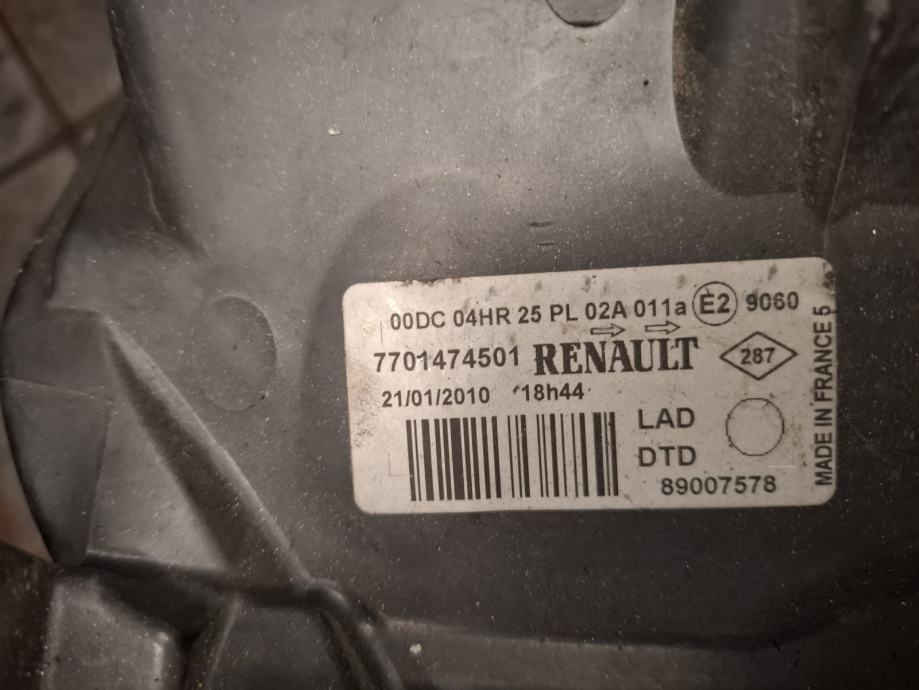 00DC 04HR 25 PL 02A 011a E2 9060
7701474501 RENAULT 287
21/01/2010 18h44
LAD
DTD
89007578
MADE IN FRANCE 5